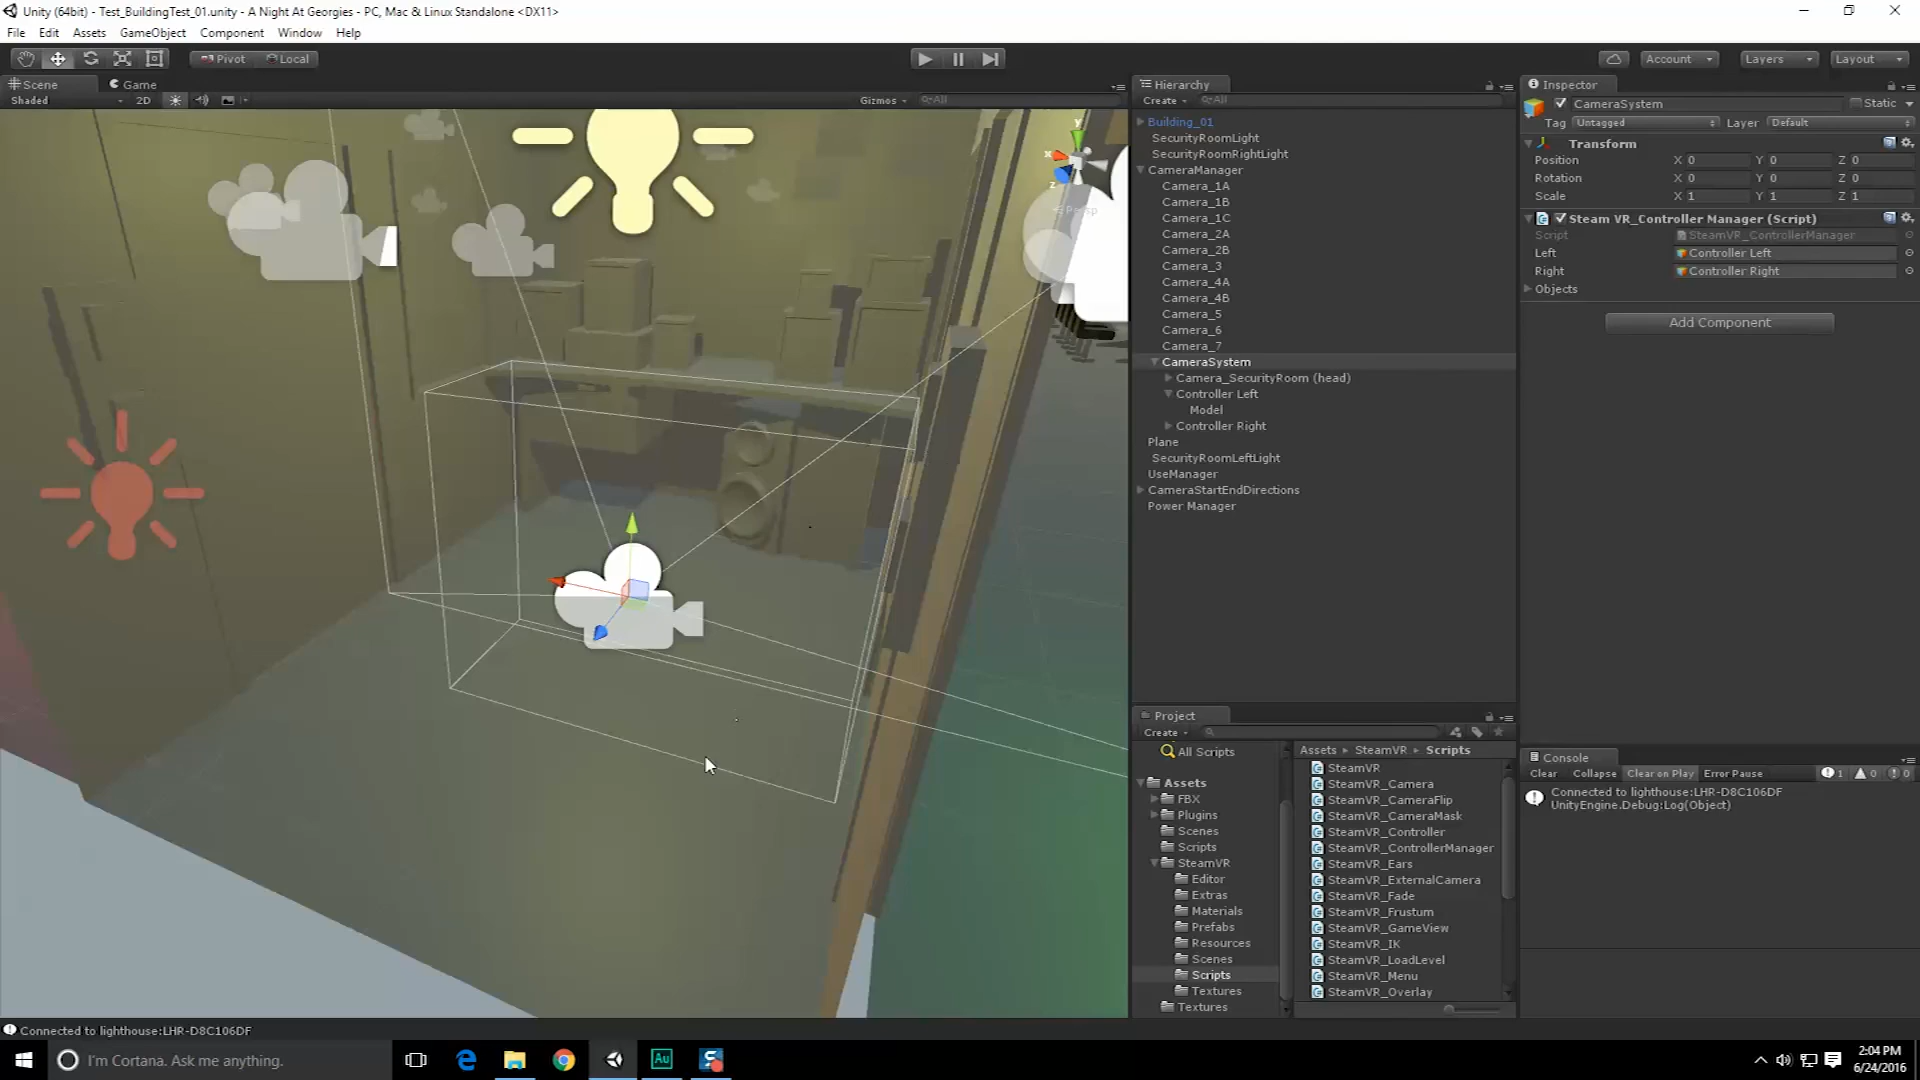 Unity (64bit) - Test_BuildingTest_01.unity - A Night At Georgies - PC, Mac & Linux Standalone <DX11>
File Edit Assets GameObject Component Window Help
Pivot Local
Account Layers Layout
Scene Game
Shaded 2D Gizmos All
Persp
x y z
Hierarchy
Create All
Building_01
SecurityRoomLight
SecurityRoomRightLight
CameraManager
Camera_1A
Camera_1B
Camera_1C
Camera_2A
Camera_2B
Camera_3
Camera_4A
Camera_4B
Camera_5
Camera_6
Camera_7
CameraSystem
Camera_SecurityRoom (head)
Controller Left
Model
Controller Right
Plane
SecurityRoomLeftLight
UseManager
CameraStartEndDirections
Power Manager
Inspector
CameraSystem Static
Tag Untagged Layer Default
Transform
Position X 0 Y 0 Z 0
Rotation X 0 Y 0 Z 0
Scale X 1 Y 1 Z 1
Steam VR_Controller Manager (Script)
Script SteamVR_ControllerManager
Left Controller Left
Right Controller Right
Objects
Add Component
Project
Create
All Scripts
Assets
FBX
Plugins
Scenes
Scripts
SteamVR
Editor
Extras
Materials
Prefabs
Resources
Scenes
Scripts
Textures
Textures
Assets SteamVR Scripts
SteamVR
SteamVR_Camera
SteamVR_CameraFlip
SteamVR_CameraMask
SteamVR_Controller
SteamVR_ControllerManager
SteamVR_Ears
SteamVR_ExternalCamera
SteamVR_Fade
SteamVR_Frustum
SteamVR_GameView
SteamVR_IK
SteamVR_LoadLevel
SteamVR_Menu
SteamVR_Overlay
Console
Clear Collapse Clear on Play Error Pause 1 0 0
Connected to lighthouse:LHR-D8C106DF
UnityEngine.Debug:Log(Object)
Connected to lighthouse:LHR-D8C106DF
I'm Cortana. Ask me anything.
Au
2:04 PM
6/24/2016